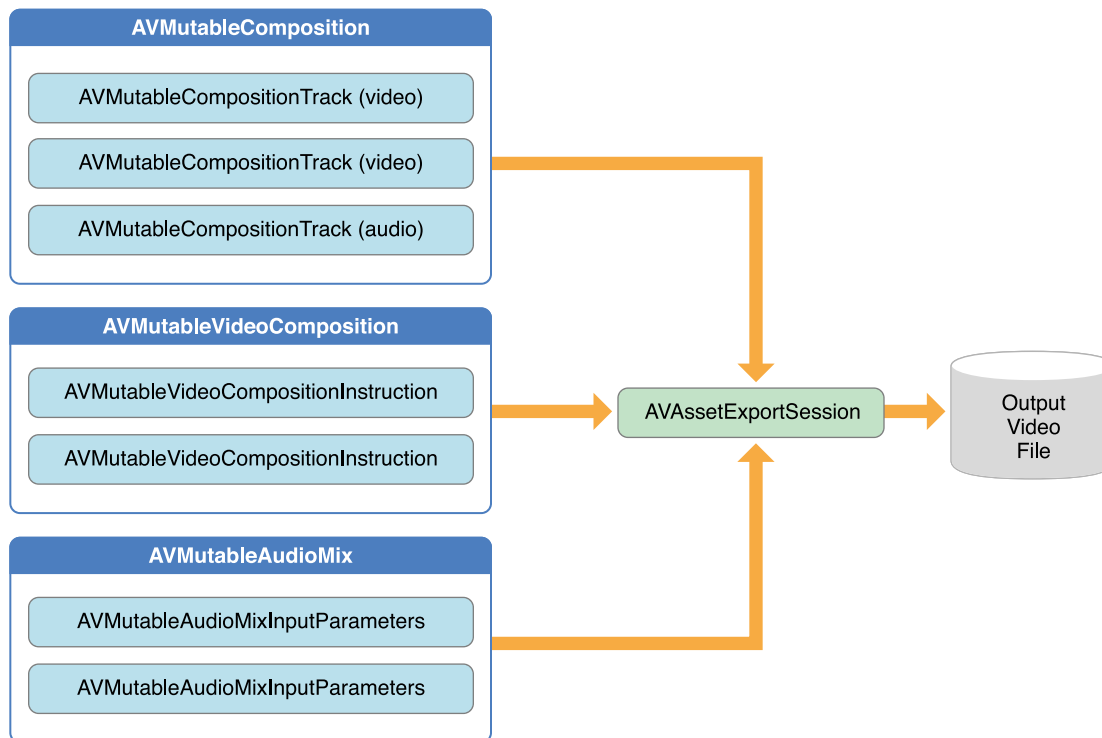 AVMutableComposition
AVMutableCompositionTrack (video)
AVMutableCompositionTrack (video)
AVMutableCompositionTrack (audio)
AVMutableVideoComposition
AVMutableVideoCompositionInstruction
AVMutableVideoCompositionInstruction
AVMutableAudioMix
AVMutableAudioMixInputParameters
AVMutableAudioMixInputParameters
AVAssetExportSession
Output
Video
File